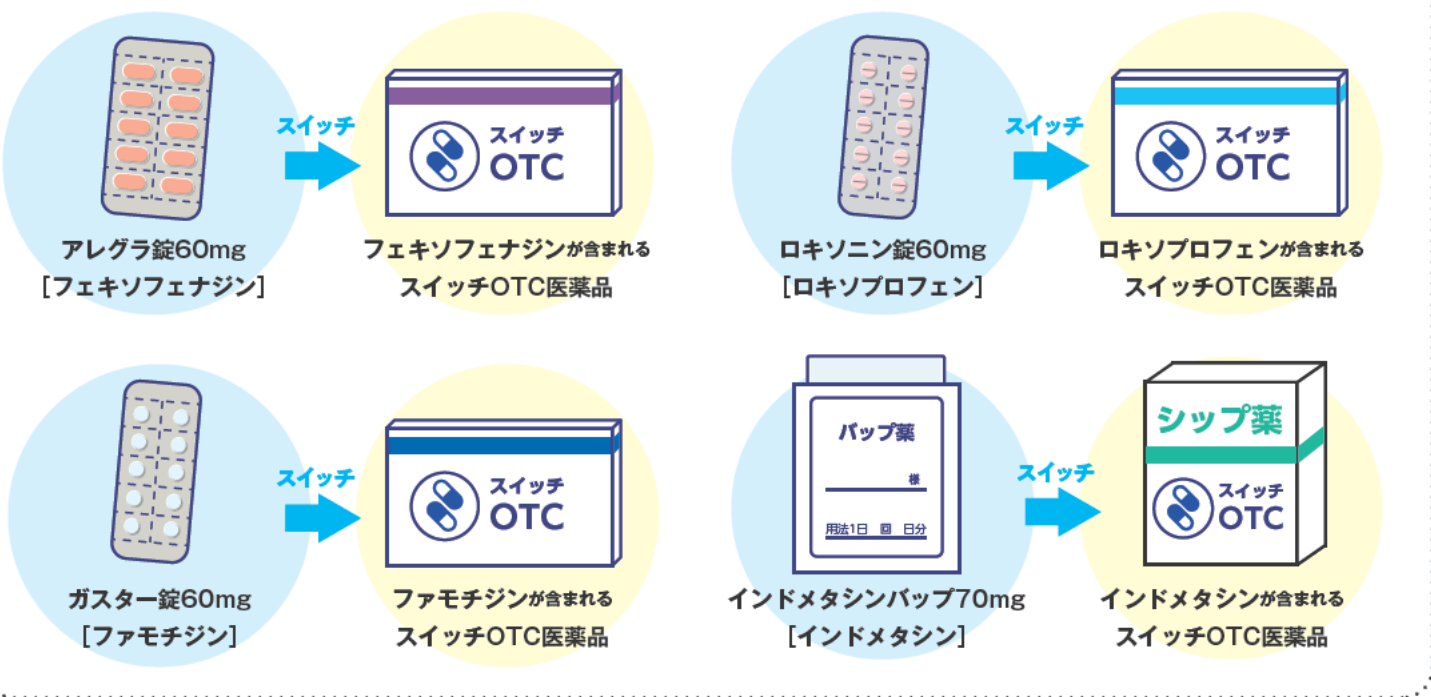 スイッチ
スイッチ
OTC
アレグラ錠60mg
[フェキソフェナジン]
フェキソフェナジンが含まれる
スイッチOTC医薬品
スイッチ
スイッチ
OTC
ロキソニン錠60mg
[ロキソプロフェン]
ロキソプロフェンが含まれる
スイッチOTC医薬品
スイッチ
スイッチ
OTC
ガスター錠60mg
[ファモチジン]
ファモチジンが含まれる
スイッチOTC医薬品
パップ薬
様
用法1日 回 日分
スイッチ
シップ薬
スイッチ
OTC
インドメタシンパップ70mg
[インドメタシン]
インドメタシンが含まれる
スイッチOTC医薬品